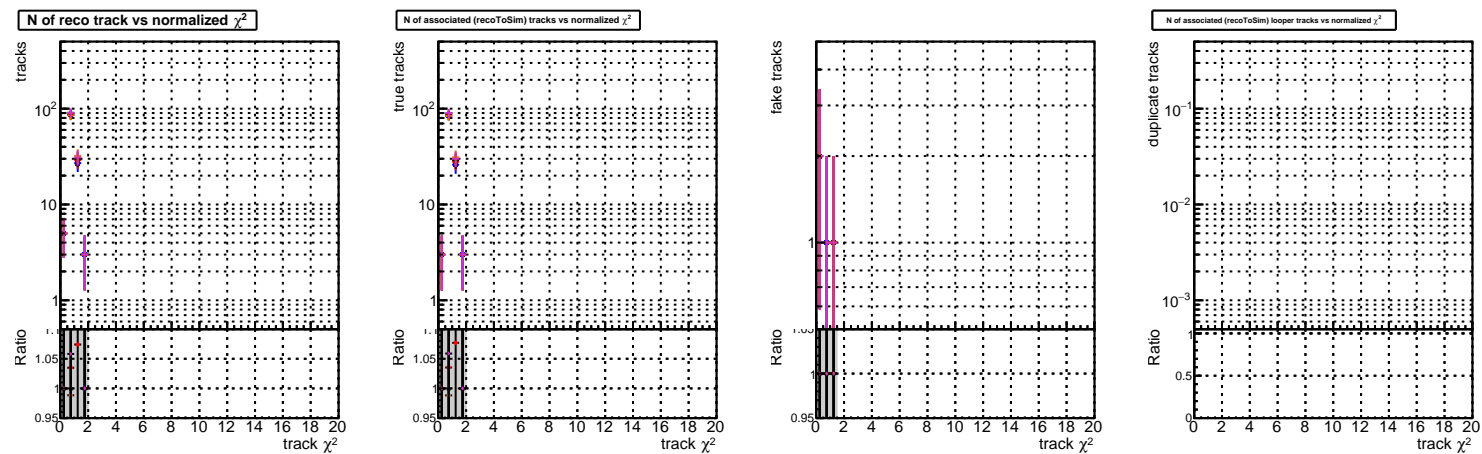 N of reco track vs normalized χ²
tracks
10²
10
1
Ratio
1.1
1.05
1
0.95
0 2 4 6 8 10 12 14 16 18 20
track χ²
N of associated (recoToSim) tracks vs normalized χ²
true tracks
10²
10
1
Ratio
1.1
1.05
1
0.95
0 2 4 6 8 10 12 14 16 18 20
track χ²
fake tracks
1
Ratio
1.05
1
0.95
0 2 4 6 8 10 12 14 16 18 20
track χ²
N of associated (recoToSim) looper tracks vs normalized χ²
duplicate tracks
10⁻¹
10⁻²
10⁻³
Ratio
1
0.5
0
0 2 4 6 8 10 12 14 16 18 20
track χ²